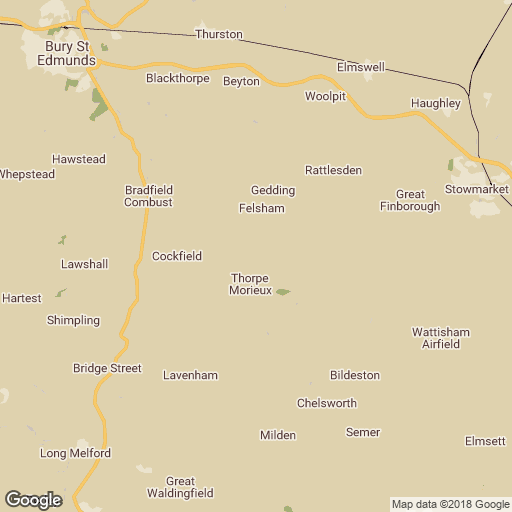 Thurston
Bury St
Edmunds
Elmswell
Blackthorpe
Beyton
Woolpit
Haughley
Hawstead
Whepstead
Rattlesden
Bradfield
Combust
Gedding
Felsham
Great
Finborough
Stowmarket
Cockfield
Lawshall
Thorpe
Morieux
Hartest
Shimpling
Wattisham
Airfield
Bridge Street
Lavenham
Bildeston
Chelsworth
Milden
Semer
Elmsett
Long Melford
Great
Waldingfield
Google
Map data ©2018 Google